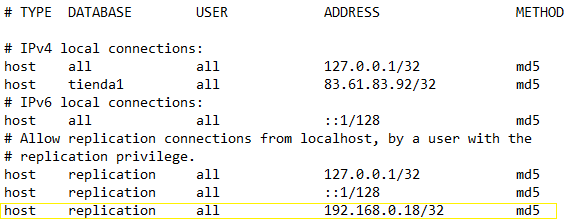 # TYPE  DATABASE        USER            ADDRESS                 METHOD
# IPv4 local connections:
host    all             all             127.0.0.1/32            md5
host    tienda1         all             83.61.83.92/32          md5
# IPv6 local connections:
host    all             all             ::1/128                 md5
# Allow replication connections from localhost, by a user with the
# replication privilege.
host    replication     all             127.0.0.1/32            md5
host    replication     all             ::1/128                 md5
host    replication     all             192.168.0.18/32         md5